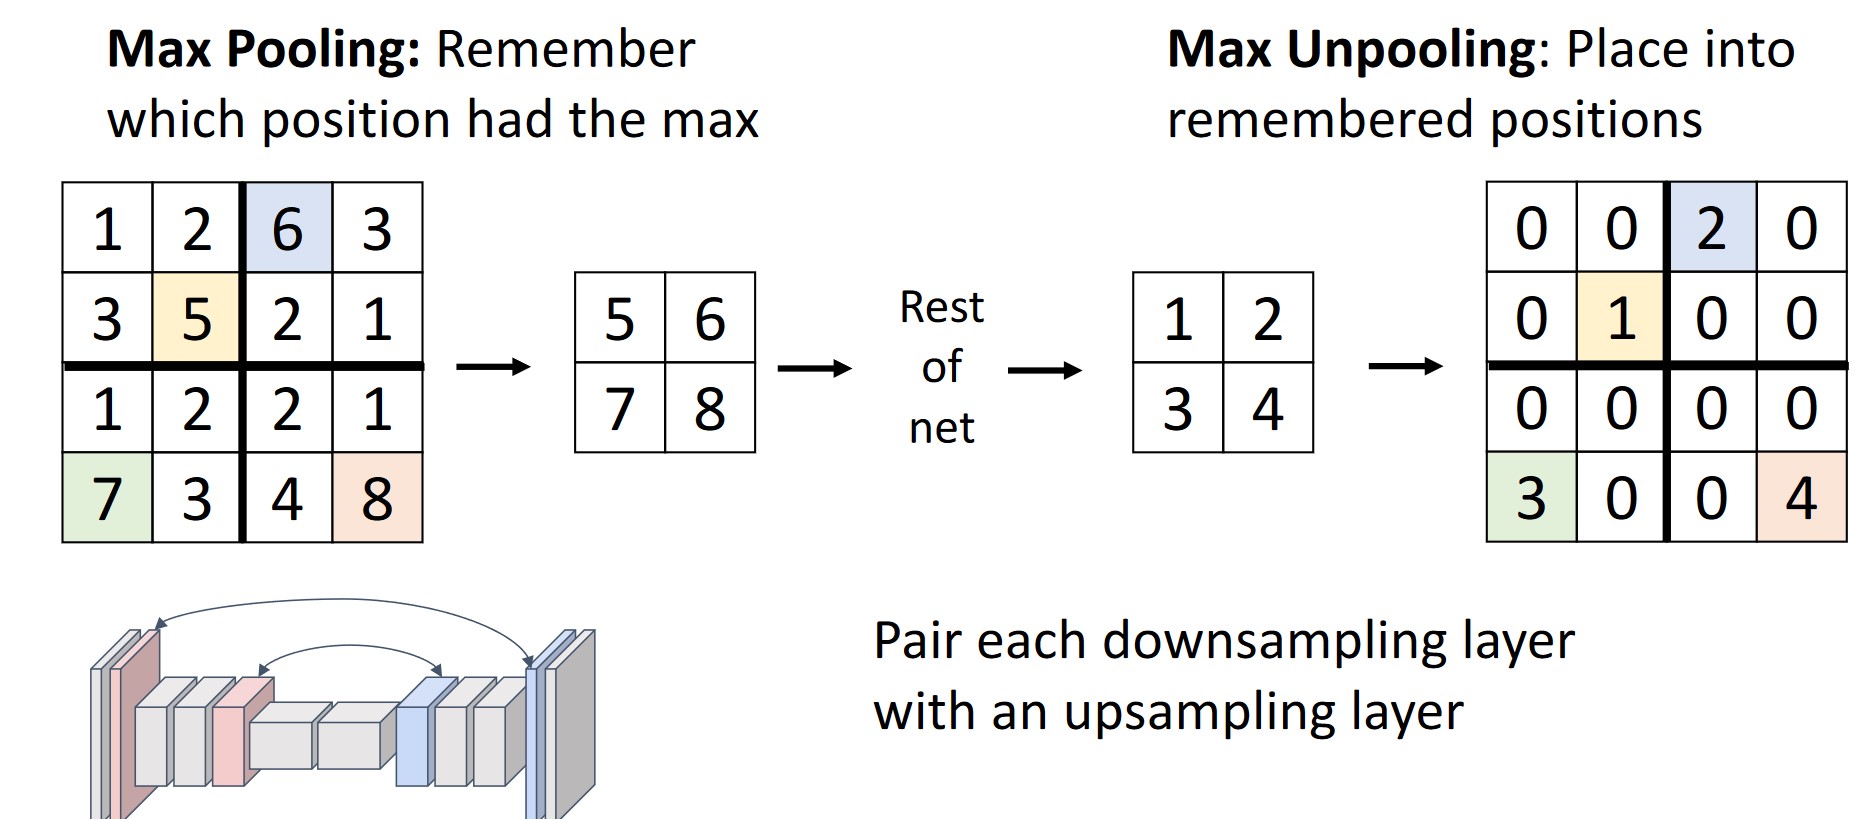 Max Pooling: Remember
which position had the max
Max Unpooling: Place into
remembered positions
1 2 6 3
3 5 2 1
1 2 2 1
7 3 4 8
5 6
7 8
Rest
of
net
1 2
3 4
0 0 2 0
0 1 0 0
0 0 0 0
3 0 0 4
Pair each downsampling layer
with an upsampling layer